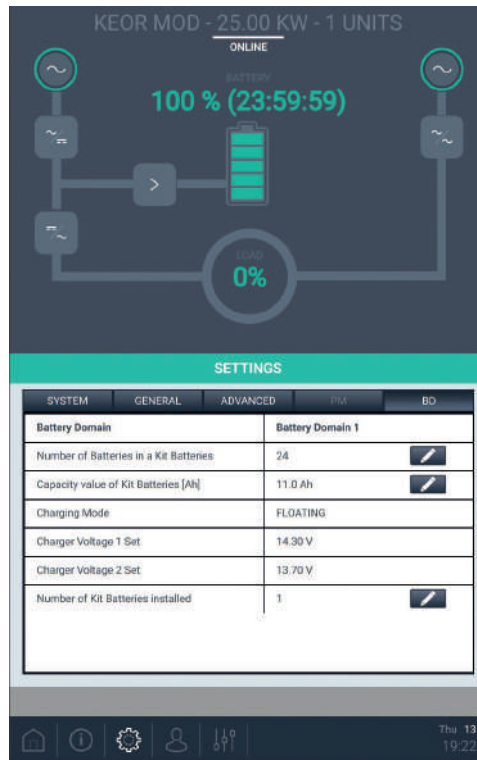 KEOR MOD - 25.00 KW - 1 UNITS
ONLINE
BATTERY
100 % (23:59:59)
LOAD
0%
SETTINGS
SYSTEM GENERAL ADVANCED PM BD
Battery Domain Battery Domain 1
Number of Batteries in a Kit Batteries 24
Capacity value of Kit Batteries [Ah] 11.0 Ah
Charging Mode FLOATING
Charger Voltage 1 Set 14.30 V
Charger Voltage 2 Set 13.70 V
Number of Kit Batteries installed 1
Thu 13
19:22